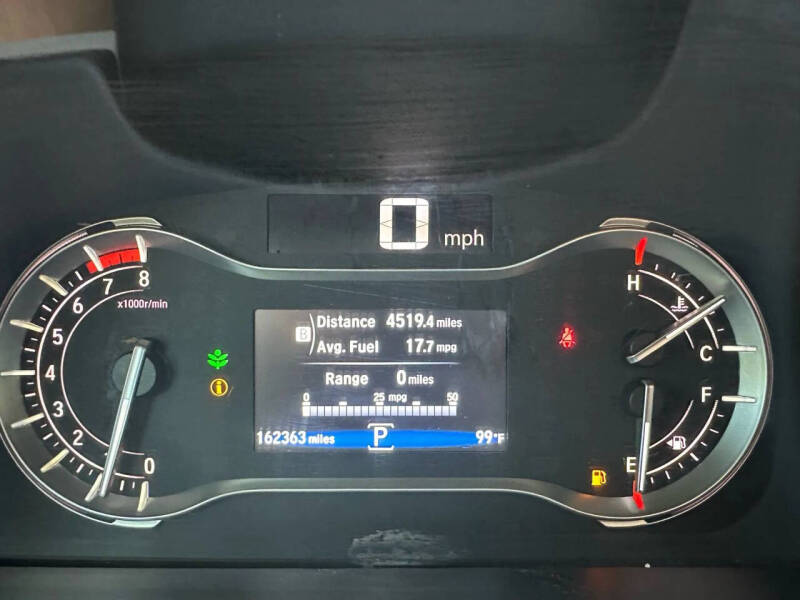 0 mph
8
7
6
5
4
3
2
1
0
x1000r/min
B Distance 4519.4 miles
Avg. Fuel 17.7 mpg
Range 0 miles
0 25 mpg 50
162363 miles P 99°F
i
H
C
F
E